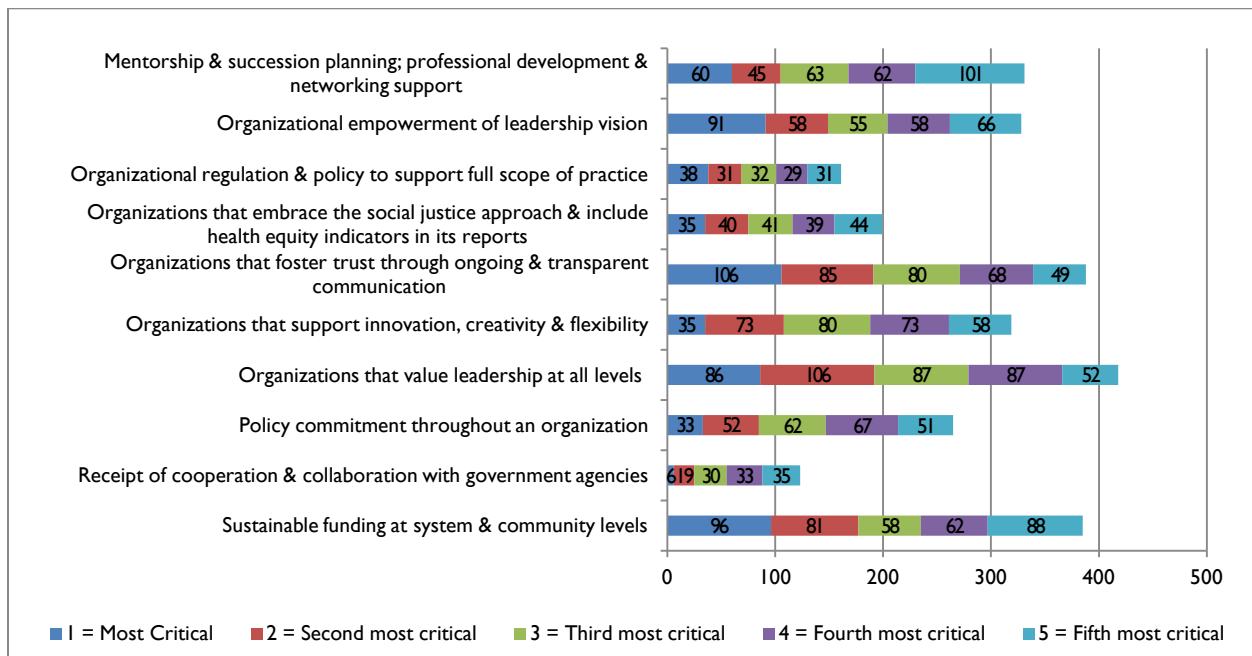 Mentorship & succession planning; professional development &
networking support
60 45 63 62 101
Organizational empowerment of leadership vision
91 58 55 58 66
Organizational regulation & policy to support full scope of practice
38 31 32 29 31
Organizations that embrace the social justice approach & include
health equity indicators in its reports
35 40 41 39 44
Organizations that foster trust through ongoing & transparent
communication
106 85 80 68 49
Organizations that support innovation, creativity & flexibility
35 73 80 73 58
Organizations that value leadership at all levels
86 106 87 87 52
Policy commitment throughout an organization
33 52 62 67 51
Receipt of cooperation & collaboration with government agencies
6 19 30 33 35
Sustainable funding at system & community levels
96 81 58 62 88
0 100 200 300 400 500
1 = Most Critical 2 = Second most critical 3 = Third most critical 4 = Fourth most critical 5 = Fifth most critical